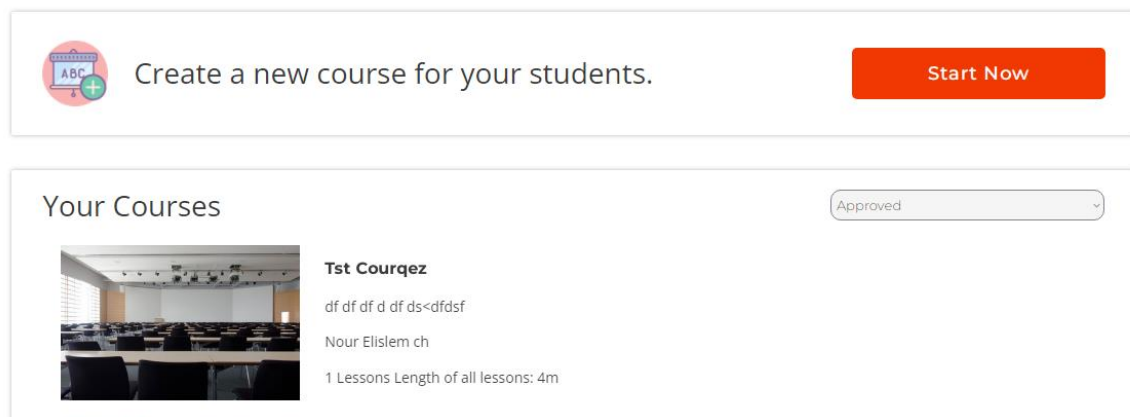 ABC
Create a new course for your students.
Start Now
Your Courses
Approved
Tst Courqez
df df df d df ds<dfdsf
Nour Elislem ch
1 Lessons Length of all lessons: 4m